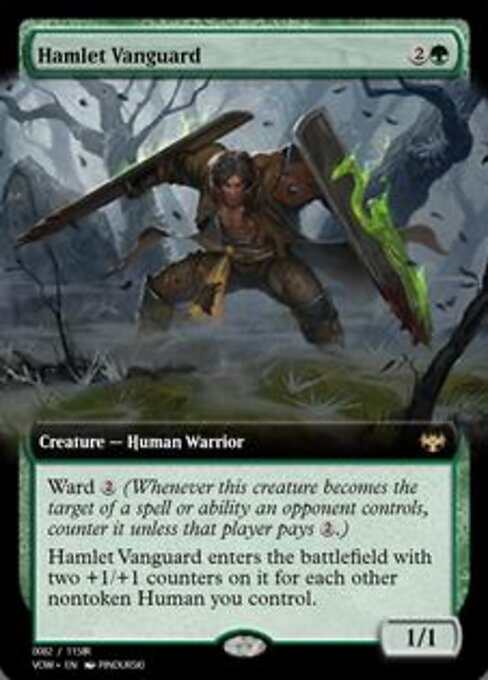 Hamlet Vanguard 2
Creature — Human Warrior
Ward 2 (Whenever this creature becomes the
target of a spell or ability an opponent controls,
counter it unless that player pays 2.)
Hamlet Vanguard enters the battlefield with
two +1/+1 counters on it for each other
nontoken Human you control.
1/1
VOW • EN PINDURSKI